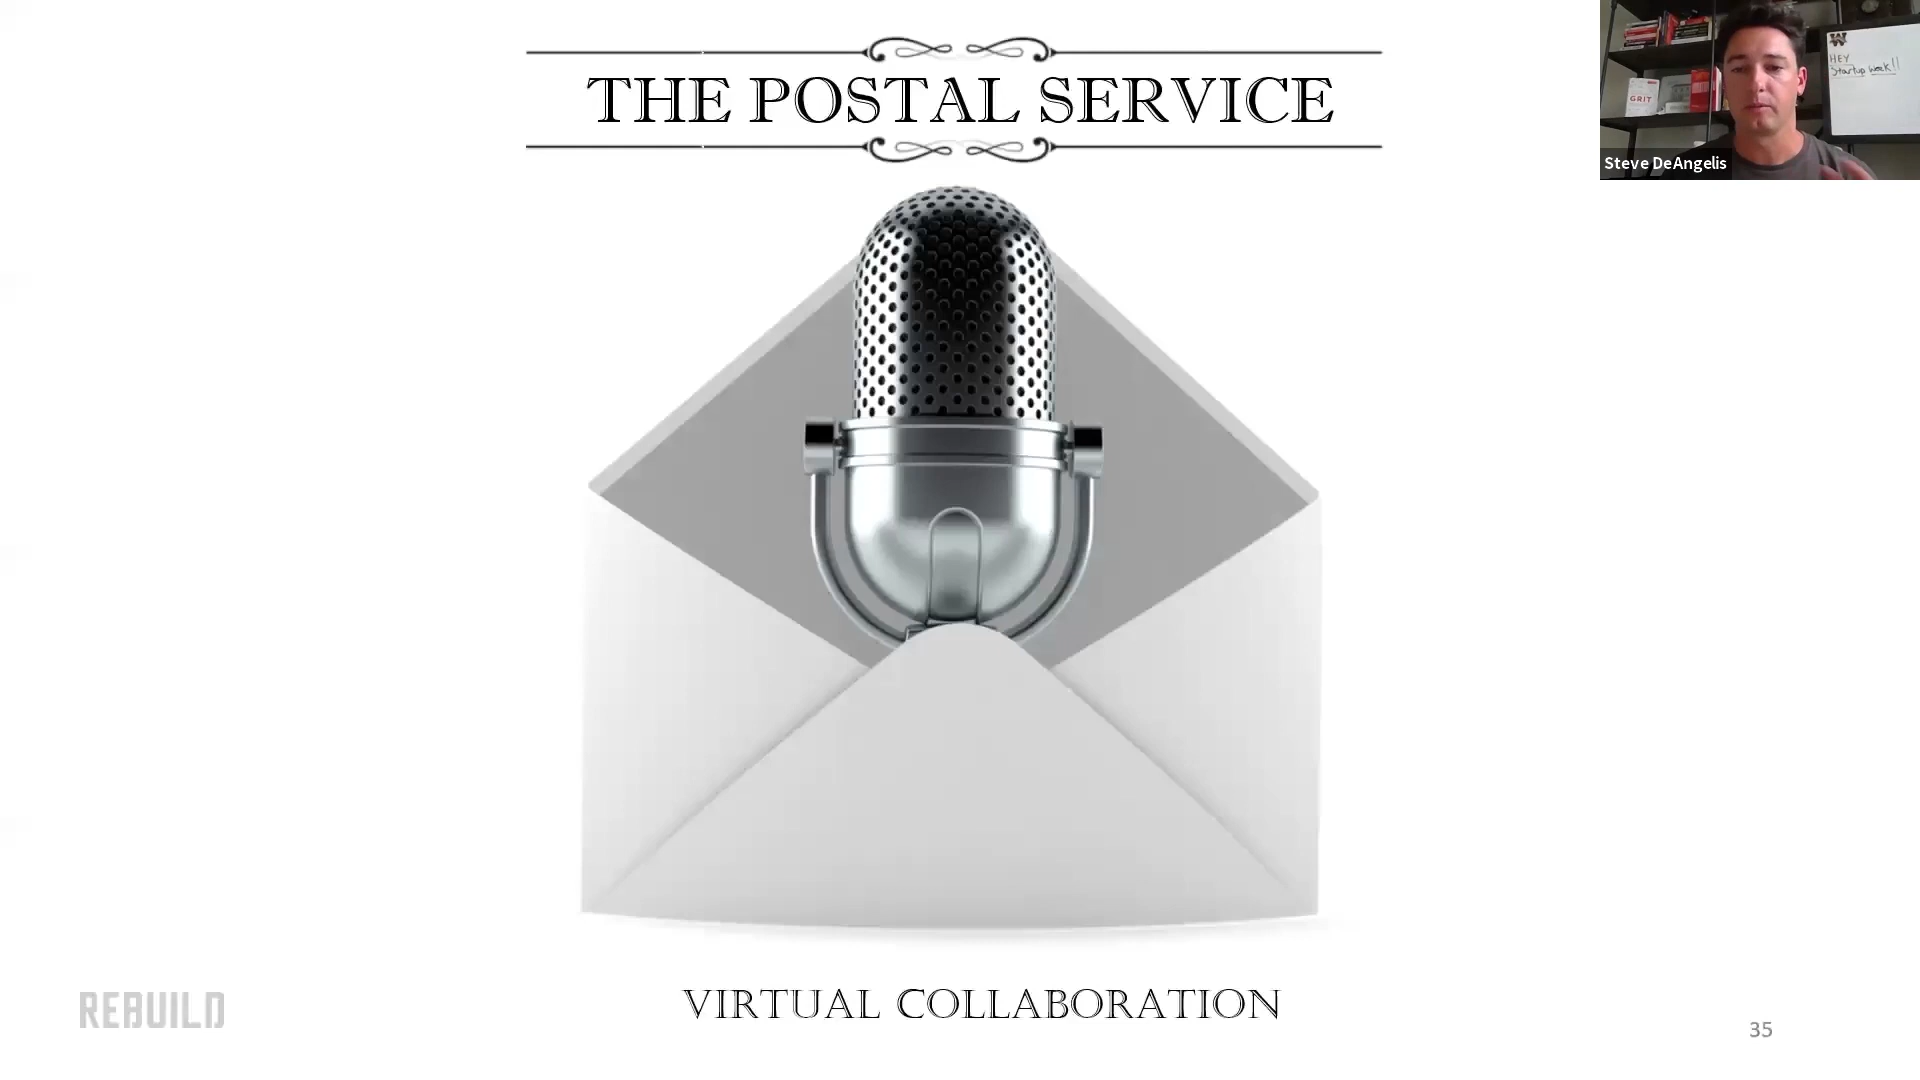 THE POSTAL SERVICE
GRIT
W
HEY
Startup Week!!
Steve DeAngelis
VIRTUAL COLLABORATION
REBUILD
35